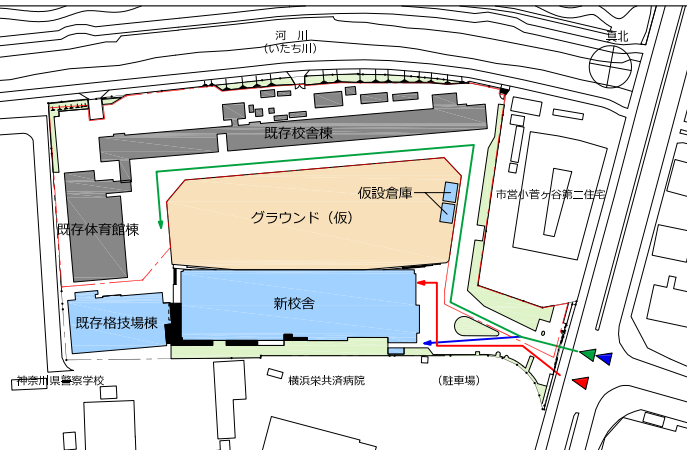 河　川
（いたち川）
真北
既存校舎棟
仮設倉庫
市営小菅ヶ谷第二住宅
グラウンド（仮）
既存体育館棟
新校舎
既存格技場棟
神奈川県警察学校
横浜栄共済病院
（駐車場）